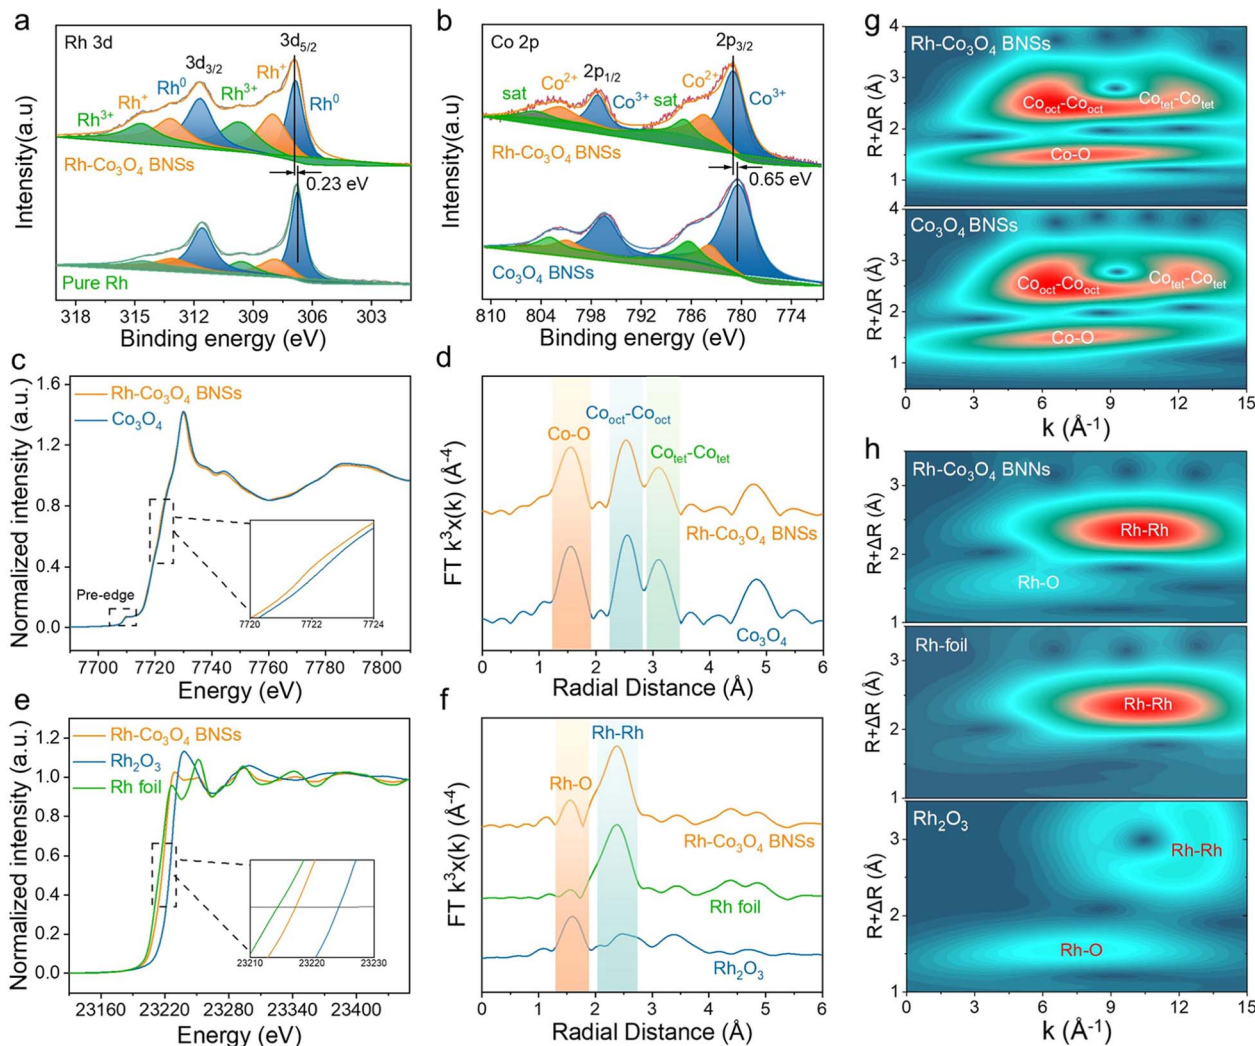 a
Rh 3d
3d5/2
3d3/2
Rh+
Rh0
Rh3+
Rh+
Rh3+
Rh0
Rh-Co3O4 BNSs
0.23 eV
Pure Rh
Intensity(a.u)
318 315 312 309 306 303
Binding energy (eV)
b
Co 2p
2p3/2
2p1/2
Co2+
Co2+
sat
Co3+
sat
Co3+
Rh-Co3O4 BNSs
0.65 eV
Co3O4 BNSs
Intensity(a.u)
810 804 798 792 786 780 774
Binding energy (eV)
c
Rh-Co3O4 BNSs
Co3O4
Pre-edge
7720 7722 7724
Normalized intensity (a.u.)
1.6
1.2
0.8
0.4
0.0
7700 7720 7740 7760 7780 7800
Energy (eV)
d
Cooct-Cooct
Co-O
Cotet-Cotet
Rh-Co3O4 BNSs
Co3O4
FT k3x(k) (Å-4)
0 1 2 3 4 5 6
Radial Distance (Å)
e
Rh-Co3O4 BNSs
Rh2O3
Rh foil
23210 23220 23230
Normalized intensity (a.u.)
1.2
1.0
0.8
0.6
0.4
0.2
0.0
23160 23220 23280 23340 23400
Energy (eV)
f
Rh-Rh
Rh-O
Rh-Co3O4 BNSs
Rh foil
Rh2O3
FT k3x(k) (Å-4)
0 1 2 3 4 5 6
Radial Distance (Å)
g
Rh-Co3O4 BNSs
Cooct-Cooct
Cotet-Cotet
Co-O
R+ΔR (Å)
4
3
2
1
Co3O4 BNSs
Cooct-Cooct
Cotet-Cotet
Co-O
R+ΔR (Å)
4
3
2
1
0 3 6 9 12 15
k (Å-1)
h
Rh-Co3O4 BNNs
Rh-Rh
Rh-O
R+ΔR (Å)
3
2
1
Rh-foil
Rh-Rh
R+ΔR (Å)
3
2
1
Rh2O3
Rh-Rh
Rh-O
R+ΔR (Å)
3
2
1
0 3 6 9 12 15
k (Å-1)